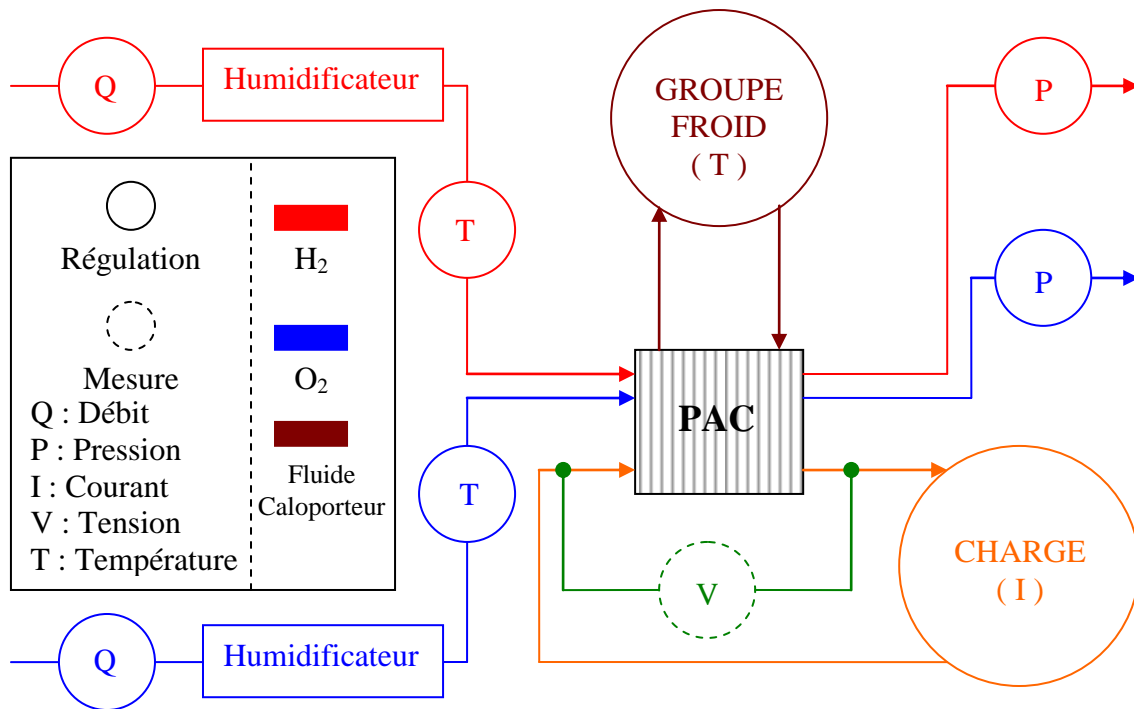 Q
Humidificateur
GROUPE
FROID
( T )
P
T
P
Régulation
Mesure
Q : Débit
P : Pression
I : Courant
V : Tension
T : Température
H₂
O₂
Fluide
Caloporteur
PAC
T
V
CHARGE
( I )
Q
Humidificateur